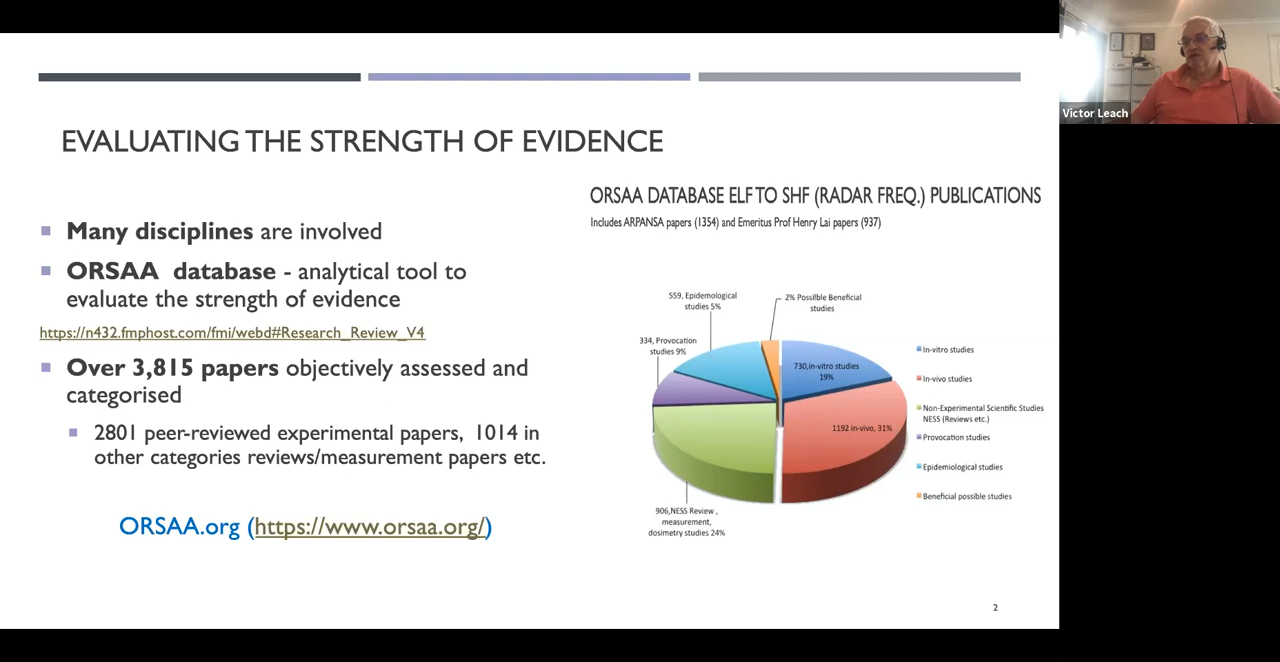 EVALUATING THE STRENGTH OF EVIDENCE
Many disciplines are involved
ORSAA database - analytical tool to
evaluate the strength of evidence
https://n432.fmphost.com/fmi/webd#Research_Review_V4
Over 3,815 papers objectively assessed and
categorised
2801 peer-reviewed experimental papers, 1014 in
other categories reviews/measurement papers etc.
ORSAA.org (https://www.orsaa.org/)
ORSAA DATABASE ELF TO SHF (RADAR FREQ.) PUBLICATIONS
Includes ARPANSA papers (1354) and Emeritus Prof Henry Lai papers (937)
559, Epidemological
studies 5%
2% Possilble Beneficial
studies
334, Provocation
studies 9%
730,in-vitro studies
19%
1192 in-vivo, 31%
906,NESS Review ,
measurement,
dosimetry studies 24%
In-vitro studies
In-vivo studies
Non-Experimental Scientific Studies
NESS (Reviews etc.)
Provocation studies
Epidemiological studies
Beneficial possible studies
2
Victor Leach